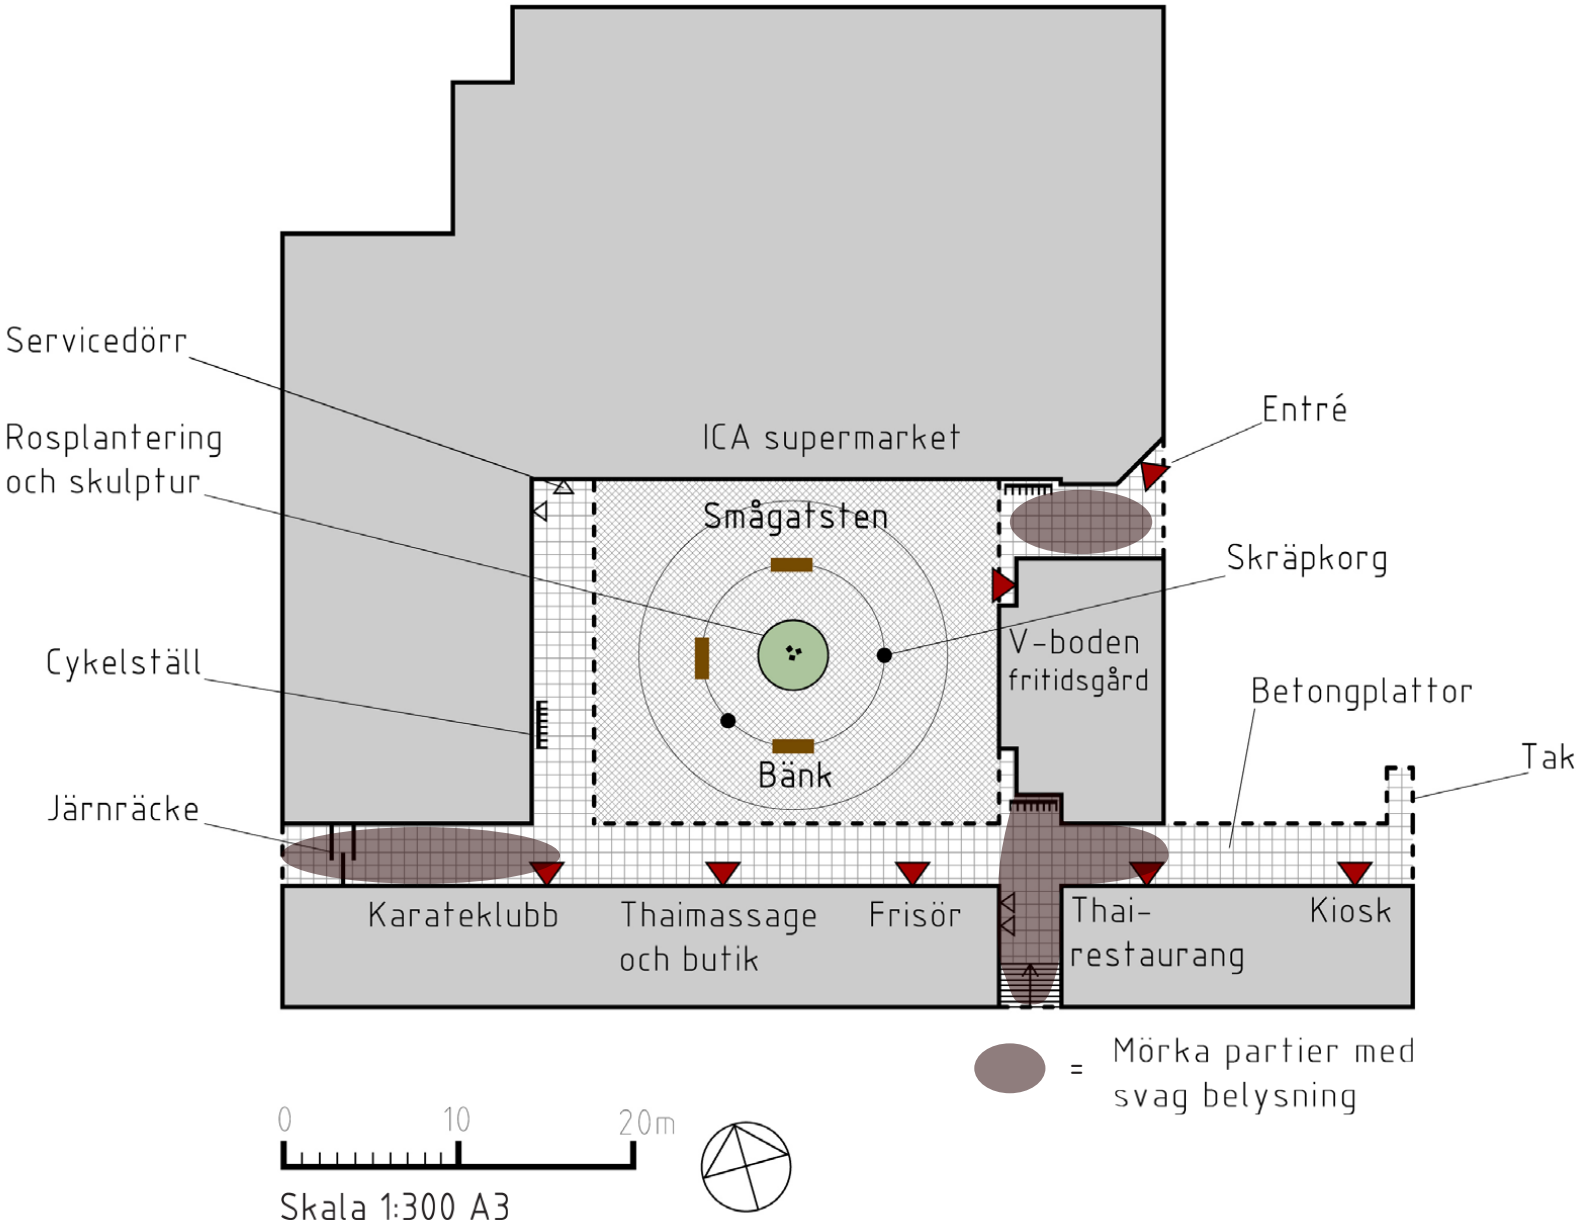 Servicedörr
Rosplantering
och skulptur
Cykelställ
Järnräcke
ICA supermarket
Smågatsten
Bänk
Entré
Skräpkorg
V-boden
fritidsgård
Betongplattor
Tak
Karateklubb
Thaimassage
och butik
Frisör
Thai-
restaurang
Kiosk
= Mörka partier med
svag belysning
0 10 20m
Skala 1:300 A3